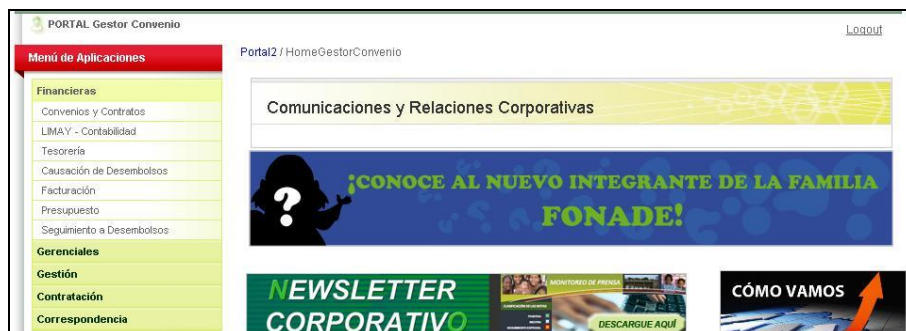 PORTAL Gestor Convenio
Logout
Menú de Aplicaciones
Portal2 / HomeGestorConvenio
Financieras
Convenios y Contratos
LIMAY - Contabilidad
Tesorería
Causación de Desembolsos
Facturación
Presupuesto
Seguimiento a Desembolsos
Gerenciales
Gestión
Contratación
Correspondencia
Comunicaciones y Relaciones Corporativas
?
¡CONOCE AL NUEVO INTEGRANTE DE LA FAMILIA
FONADE!
NEWSLETTER
CORPORATIVO
MONITOREO DE PRENSA
DESCARGUE AQUÍ
CÓMO VAMOS